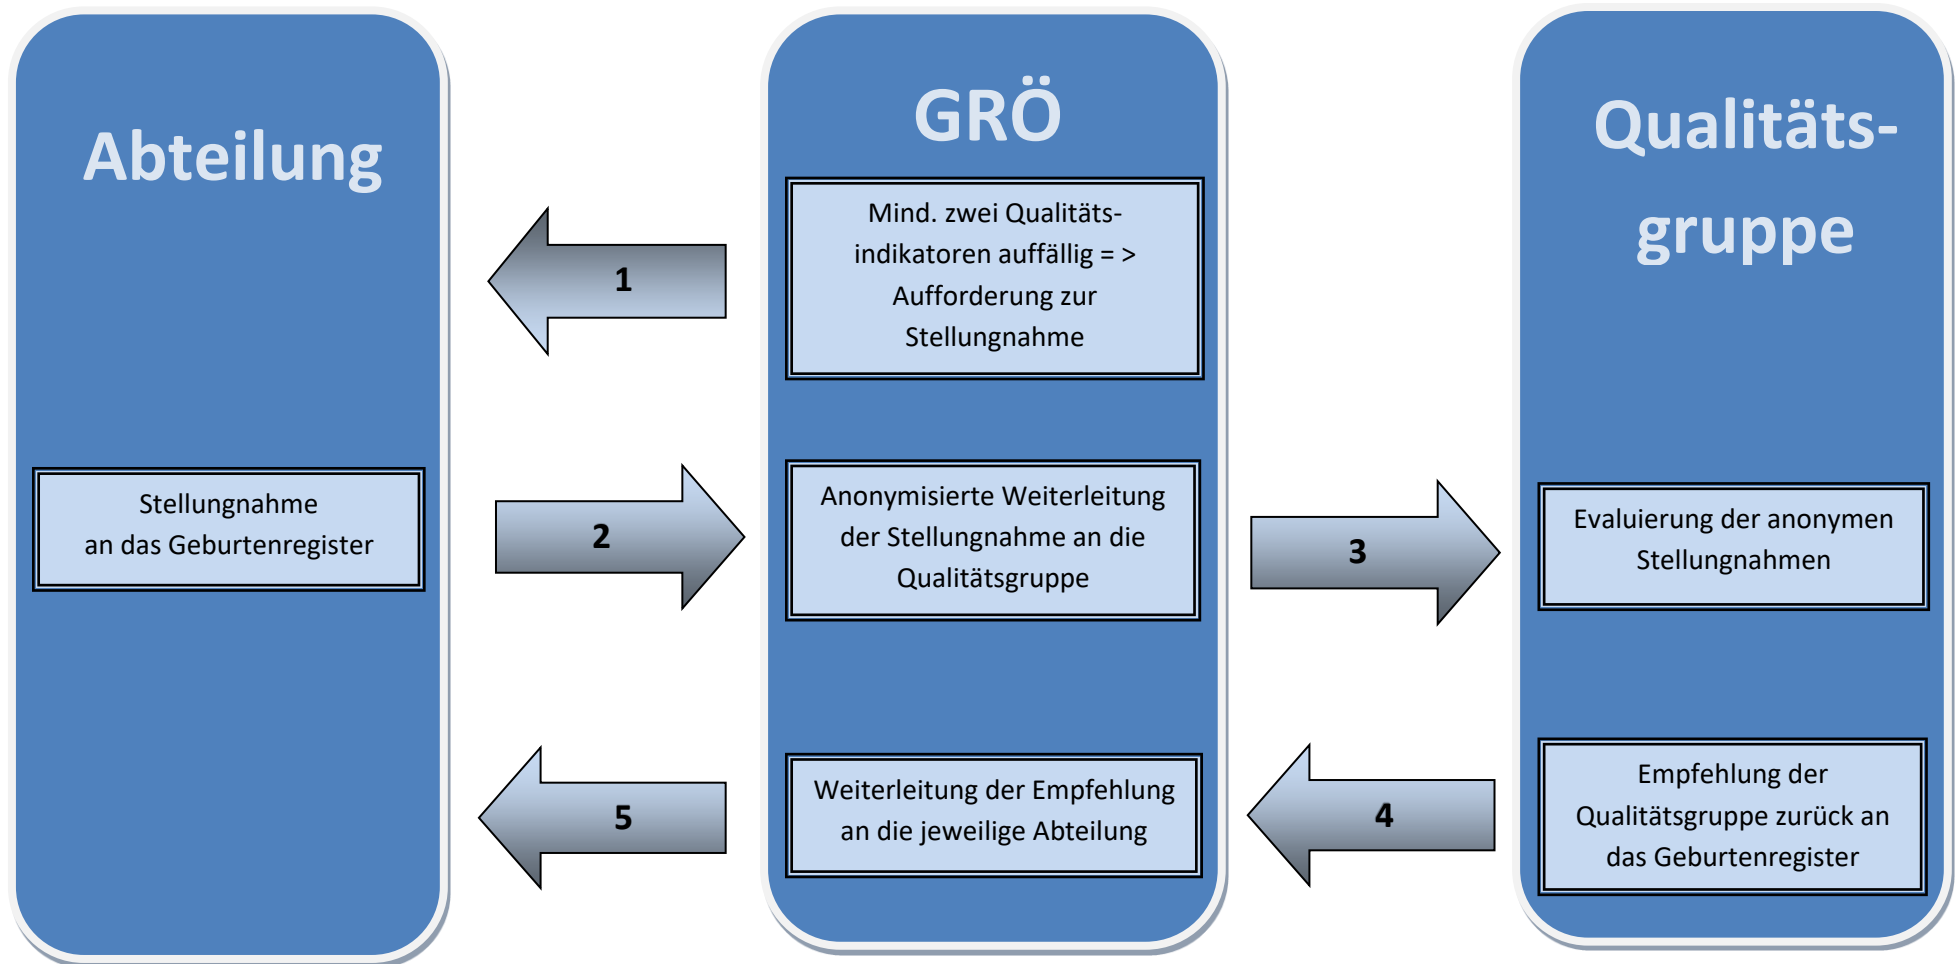 Abteilung
Stellungnahme
an das Geburtenregister
1
2
5
GRÖ
Mind. zwei Qualitäts-
indikatoren auffällig = >
Aufforderung zur
Stellungnahme
Anonymisierte Weiterleitung
der Stellungnahme an die
Qualitätsgruppe
Weiterleitung der Empfehlung
an die jeweilige Abteilung
3
4
Qualitäts-
gruppe
Evaluierung der anonymen
Stellungnahmen
Empfehlung der
Qualitätsgruppe zurück an
das Geburtenregister